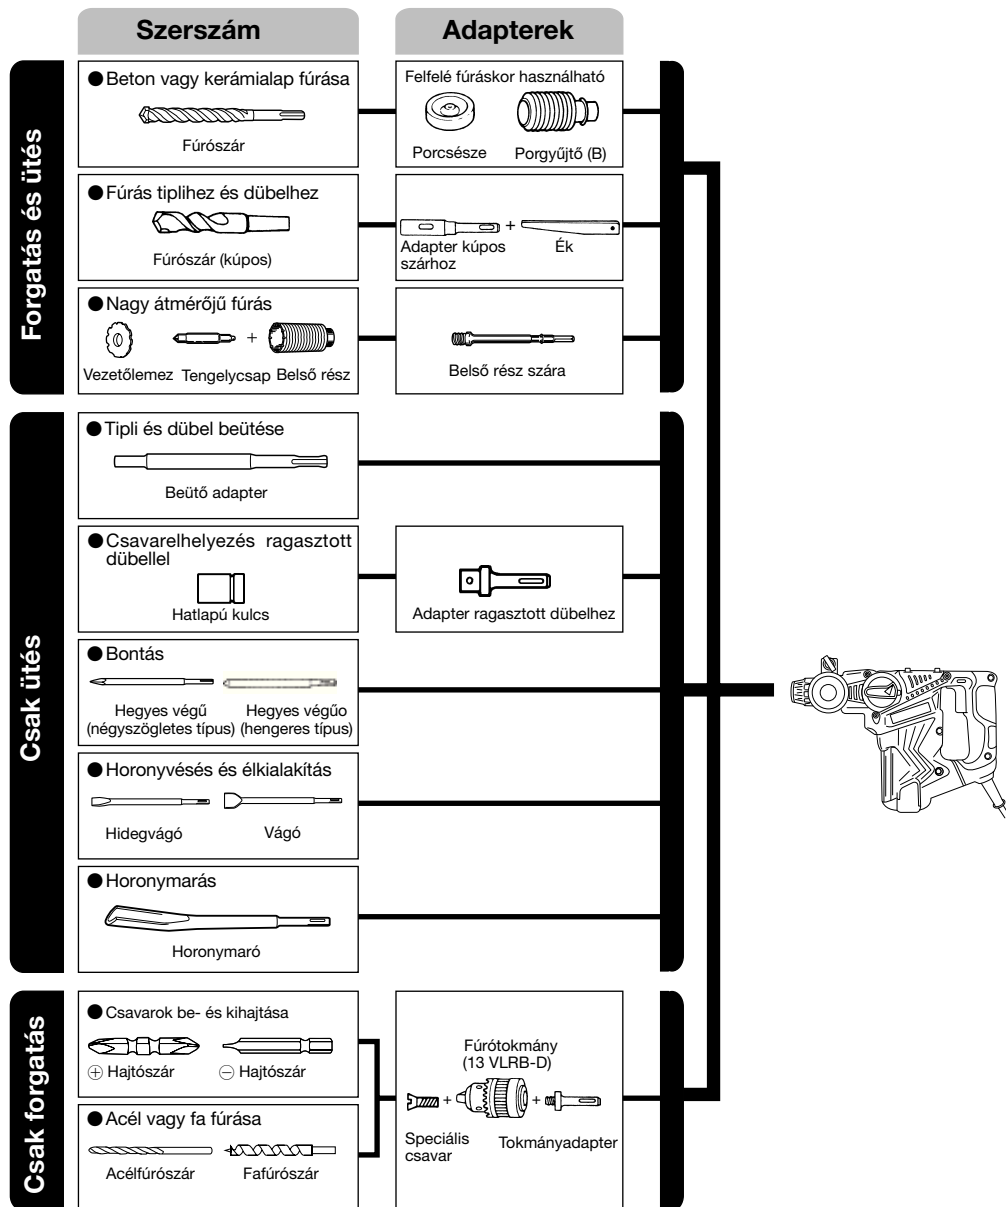 Szerszám
Adapterek
Forgatás és ütés
● Beton vagy kerámialap fúrása
Fúrószár
Felfelé fúráskor használható
Porcsésze
Porgyűjtő (B)
● Fúrás tiplihez és dübelhez
Fúrószár (kúpos)
+
Adapter kúpos
szárhoz
Ék
● Nagy átmérőjű fúrás
+
Vezetőlemez Tengelycsap Belső rész
Belső rész szára
Csak ütés
● Tipli és dübel beütése
Beütő adapter
● Csavarelhelyezés ragasztott
dübellel
Hatlapú kulcs
Adapter ragasztott dübelhez
● Bontás
Hegyes végű
(négyszögletes típus)
Hegyes végűo
(hengeres típus)
● Horonyvésés és élkialakítás
Hidegvágó
Vágó
● Horonymarás
Horonymaró
Csak forgatás
● Csavarok be- és kihajtása
⊕ Hajtószár
⊖ Hajtószár
● Acél vagy fa fúrása
Acélfúrószár
Fafúrószár
Fúrótokmány
(13 VLRB-D)
+ +
Speciális
csavar
Tokmányadapter